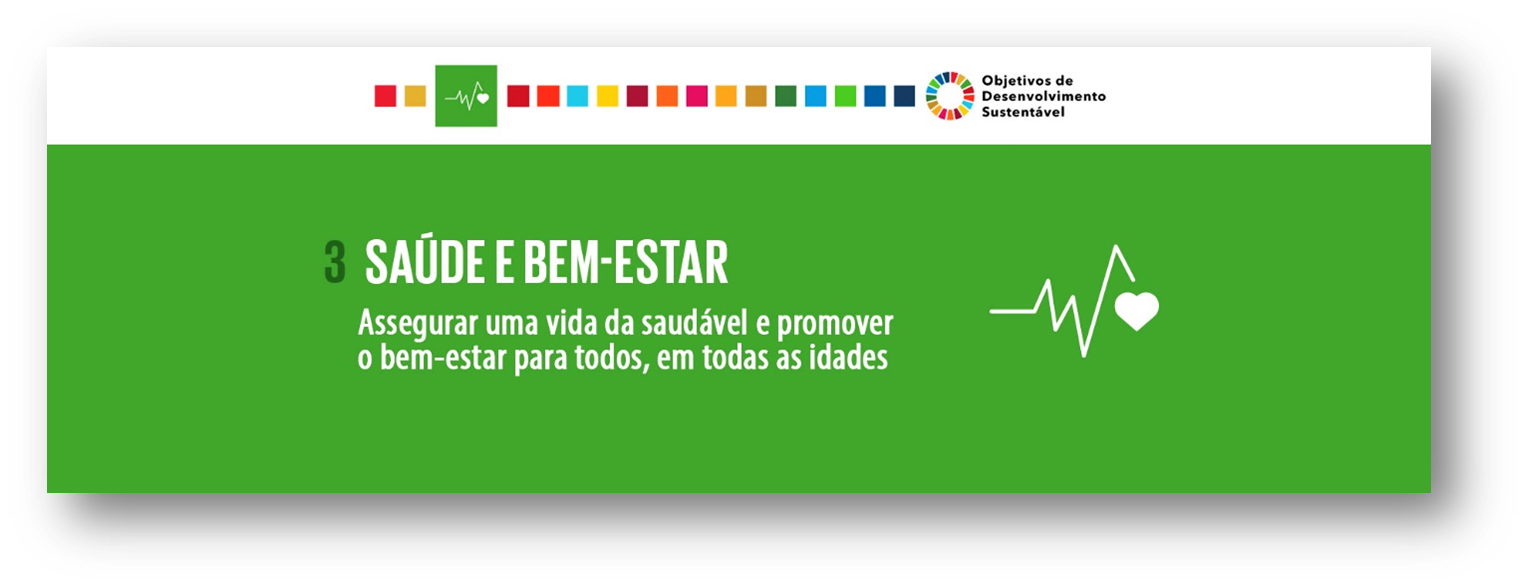 Objetivos de
Desenvolvimento
Sustentável
3 SAÚDE E BEM-ESTAR
Assegurar uma vida da saudável e promover
o bem-estar para todos, em todas as idades